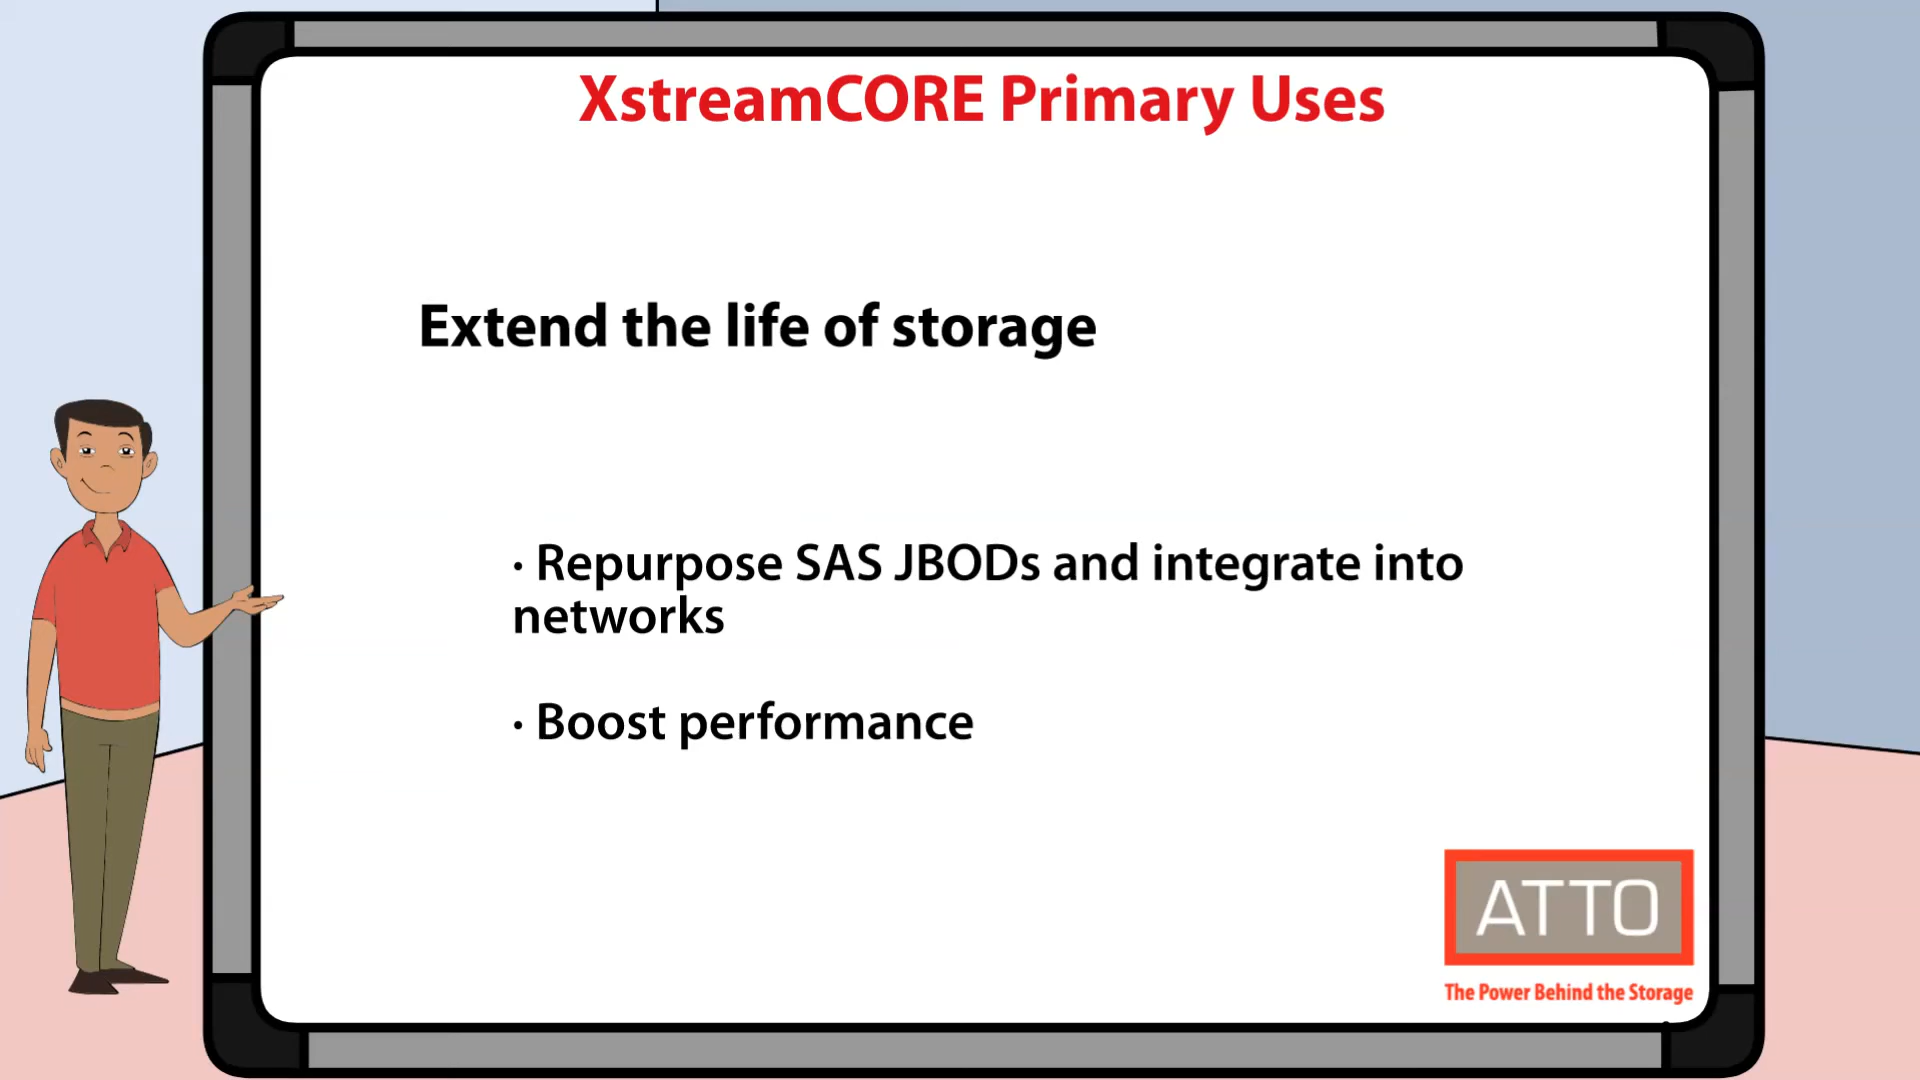 XstreamCORE Primary Uses
Extend the life of storage
· Repurpose SAS JBODs and integrate into
networks
· Boost performance
ATTO
The Power Behind the Storage